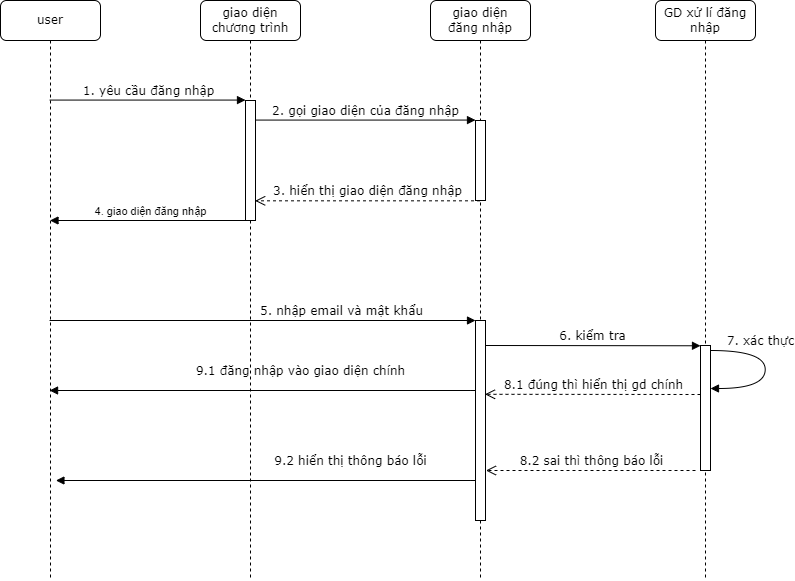 user
giao diện
chương trình
giao diện
đăng nhập
GD xử lí đăng
nhập
1. yêu cầu đăng nhập
2. gọi giao diện của đăng nhập
3. hiển thị giao diện đăng nhập
4. giao diện đăng nhập
5. nhập email và mật khẩu
6. kiểm tra
7. xác thực
9.1 đăng nhập vào giao diện chính
8.1 đúng thì hiển thị gd chính
9.2 hiển thị thông báo lỗi
8.2 sai thì thông báo lỗi